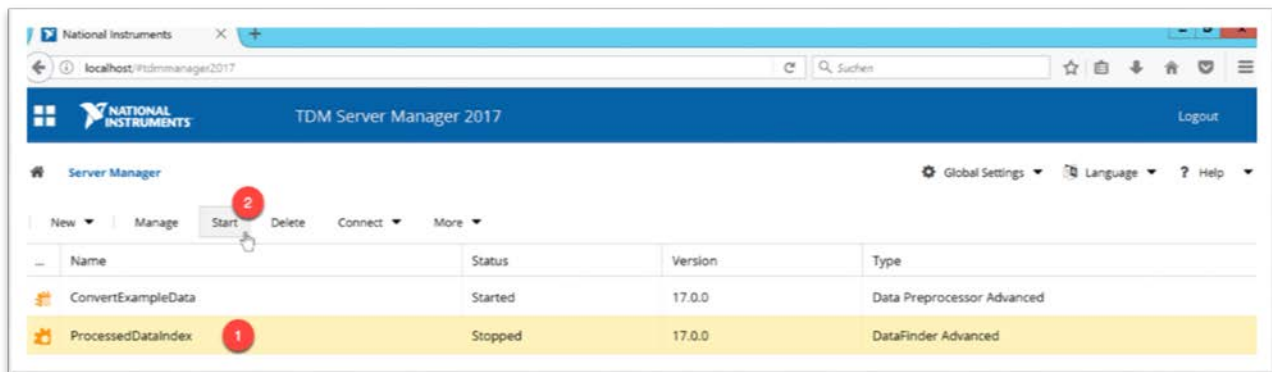 National Instruments
localhost/#tdmmanager2017
Suchen
NATIONAL INSTRUMENTS
TDM Server Manager 2017
Logout
Server Manager
Global Settings
Language
? Help
2
New
Manage
Start
Delete
Connect
More
... Name Status Version Type
ConvertExampleData Started 17.0.0 Data Preprocessor Advanced
ProcessedDataIndex 1 Stopped 17.0.0 DataFinder Advanced